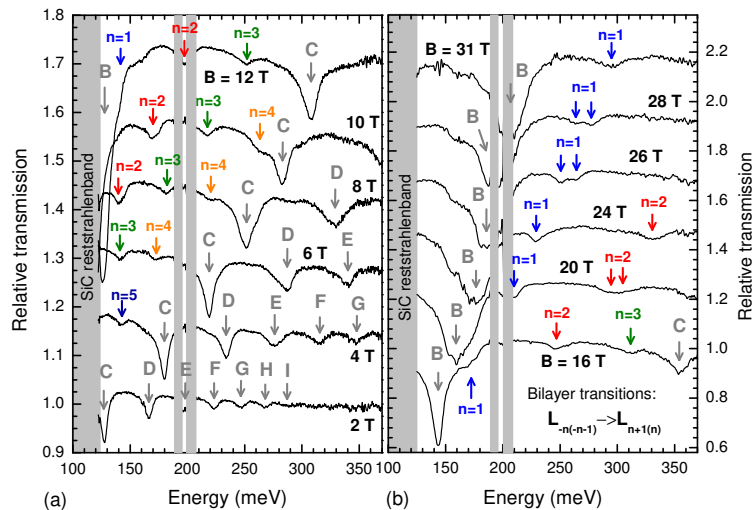 1.8
1.7
1.6
1.5
1.4
1.3
1.2
1.1
1.0
0.9
Relative transmission
SiC reststrahlenband
n=1
n=2
n=3
C
B
B = 12 T
n=2
n=3
n=4
C
10 T
n=2
n=3
n=4
8 T
C
D
n=3
n=4
6 T
C
D
E
n=5
C
D
E
F
G
4 T
C
D
E
F
G
H
I
2 T
100 150 200 250 300 350
(a)
Energy (meV)
SiC reststrahlenband
B = 31 T
n=1
B
28 T
n=1
B
26 T
n=1
B
24 T
n=1
n=2
B
20 T
n=1
n=2
B
n=2
n=3
C
B = 16 T
B
n=1
Bilayer transitions:
L-n(-n-1)->Ln+1(n)
2.2
2.0
1.8
1.6
1.4
1.2
1.0
0.8
0.6
Relative transmission
100 150 200 250 300 350
(b)
Energy (meV)